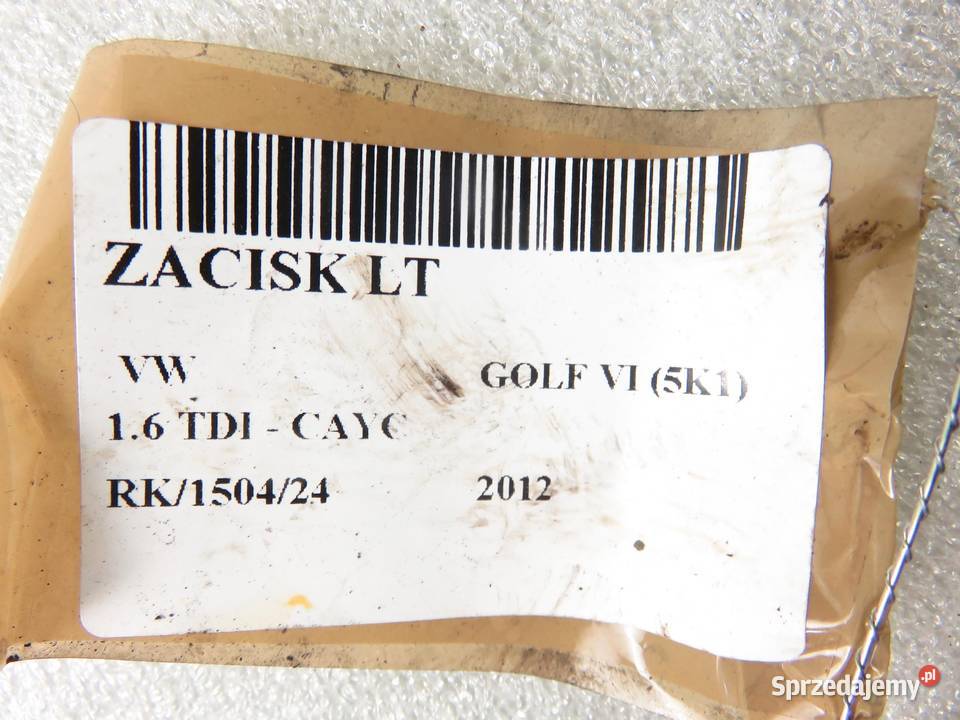 ZACISK LT
VW GOLF VI (5K1)
1.6 TDI - CAYC
RK/1504/24 2012
Sprzedajemy.pl